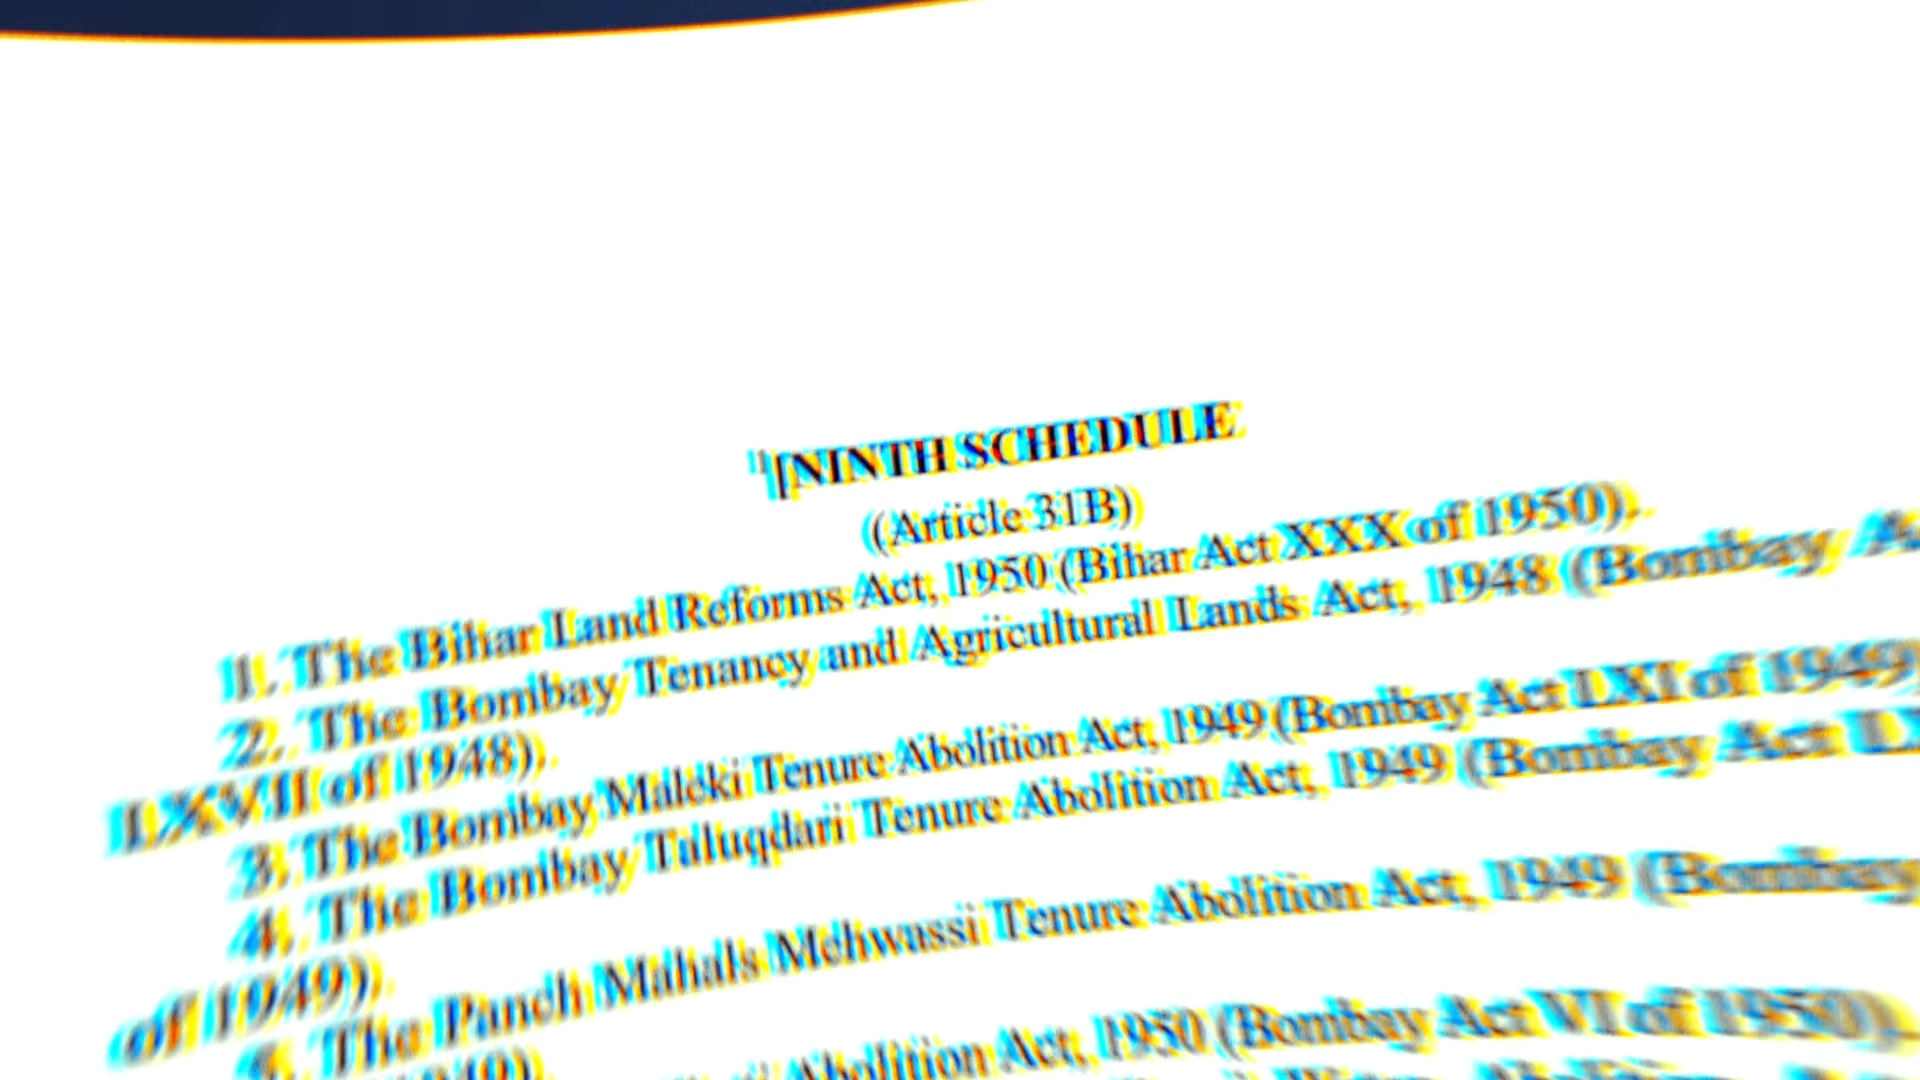 1[NINTH SCHEDULE
(Article 31B)
1. The Bihar Land Reforms Act, 1950 (Bihar Act XXX of 1950).
2. The Bombay Tenancy and Agricultural Lands Act, 1948 (Bombay
LXVII of 1948).
3. The Bombay Maleki Tenure Abolition Act, 1949 (Bombay Act LXI of 1949)
4. The Bombay Taluqdari Tenure Abolition Act, 1949 (Bombay Act
of 1949).
5. The Panch Mahals Mehwassi Tenure Abolition Act, 1949 (Bombay
Abolition Act, 1950 (Bombay Act VI of 1950).